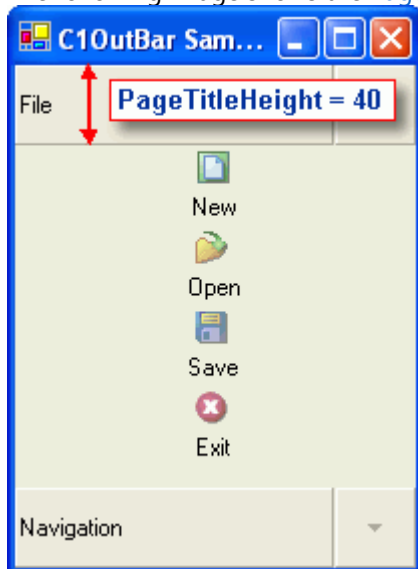 C1OutBar Sam...
File
PageTitleHeight = 40
New
Open
Save
Exit
Navigation